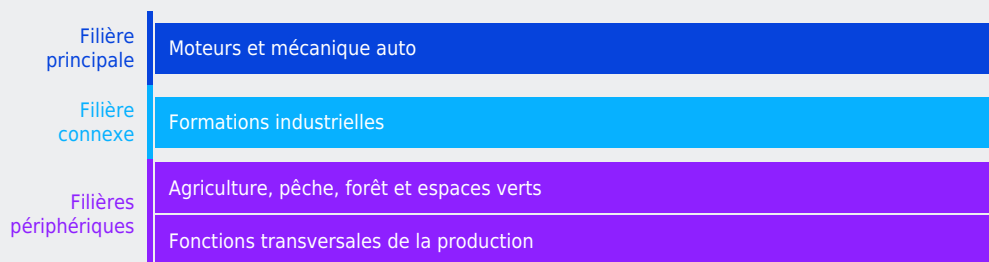 Filière
principale
Moteurs et mécanique auto
Filière
connexe
Formations industrielles
Filières
périphériques
Agriculture, pêche, forêt et espaces verts
Fonctions transversales de la production